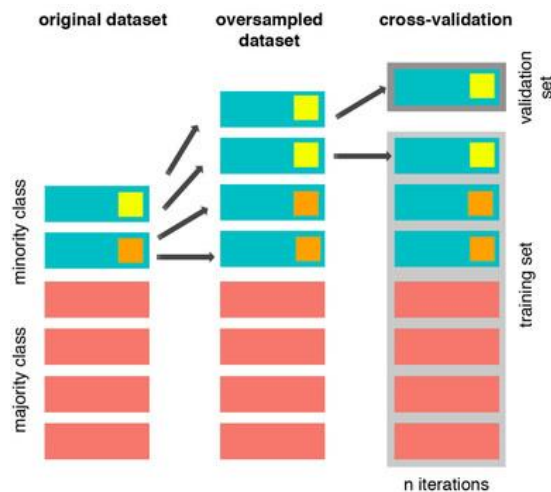 original dataset
oversampled
dataset
cross-validation
validation
set
minority class
training set
majority class
n iterations